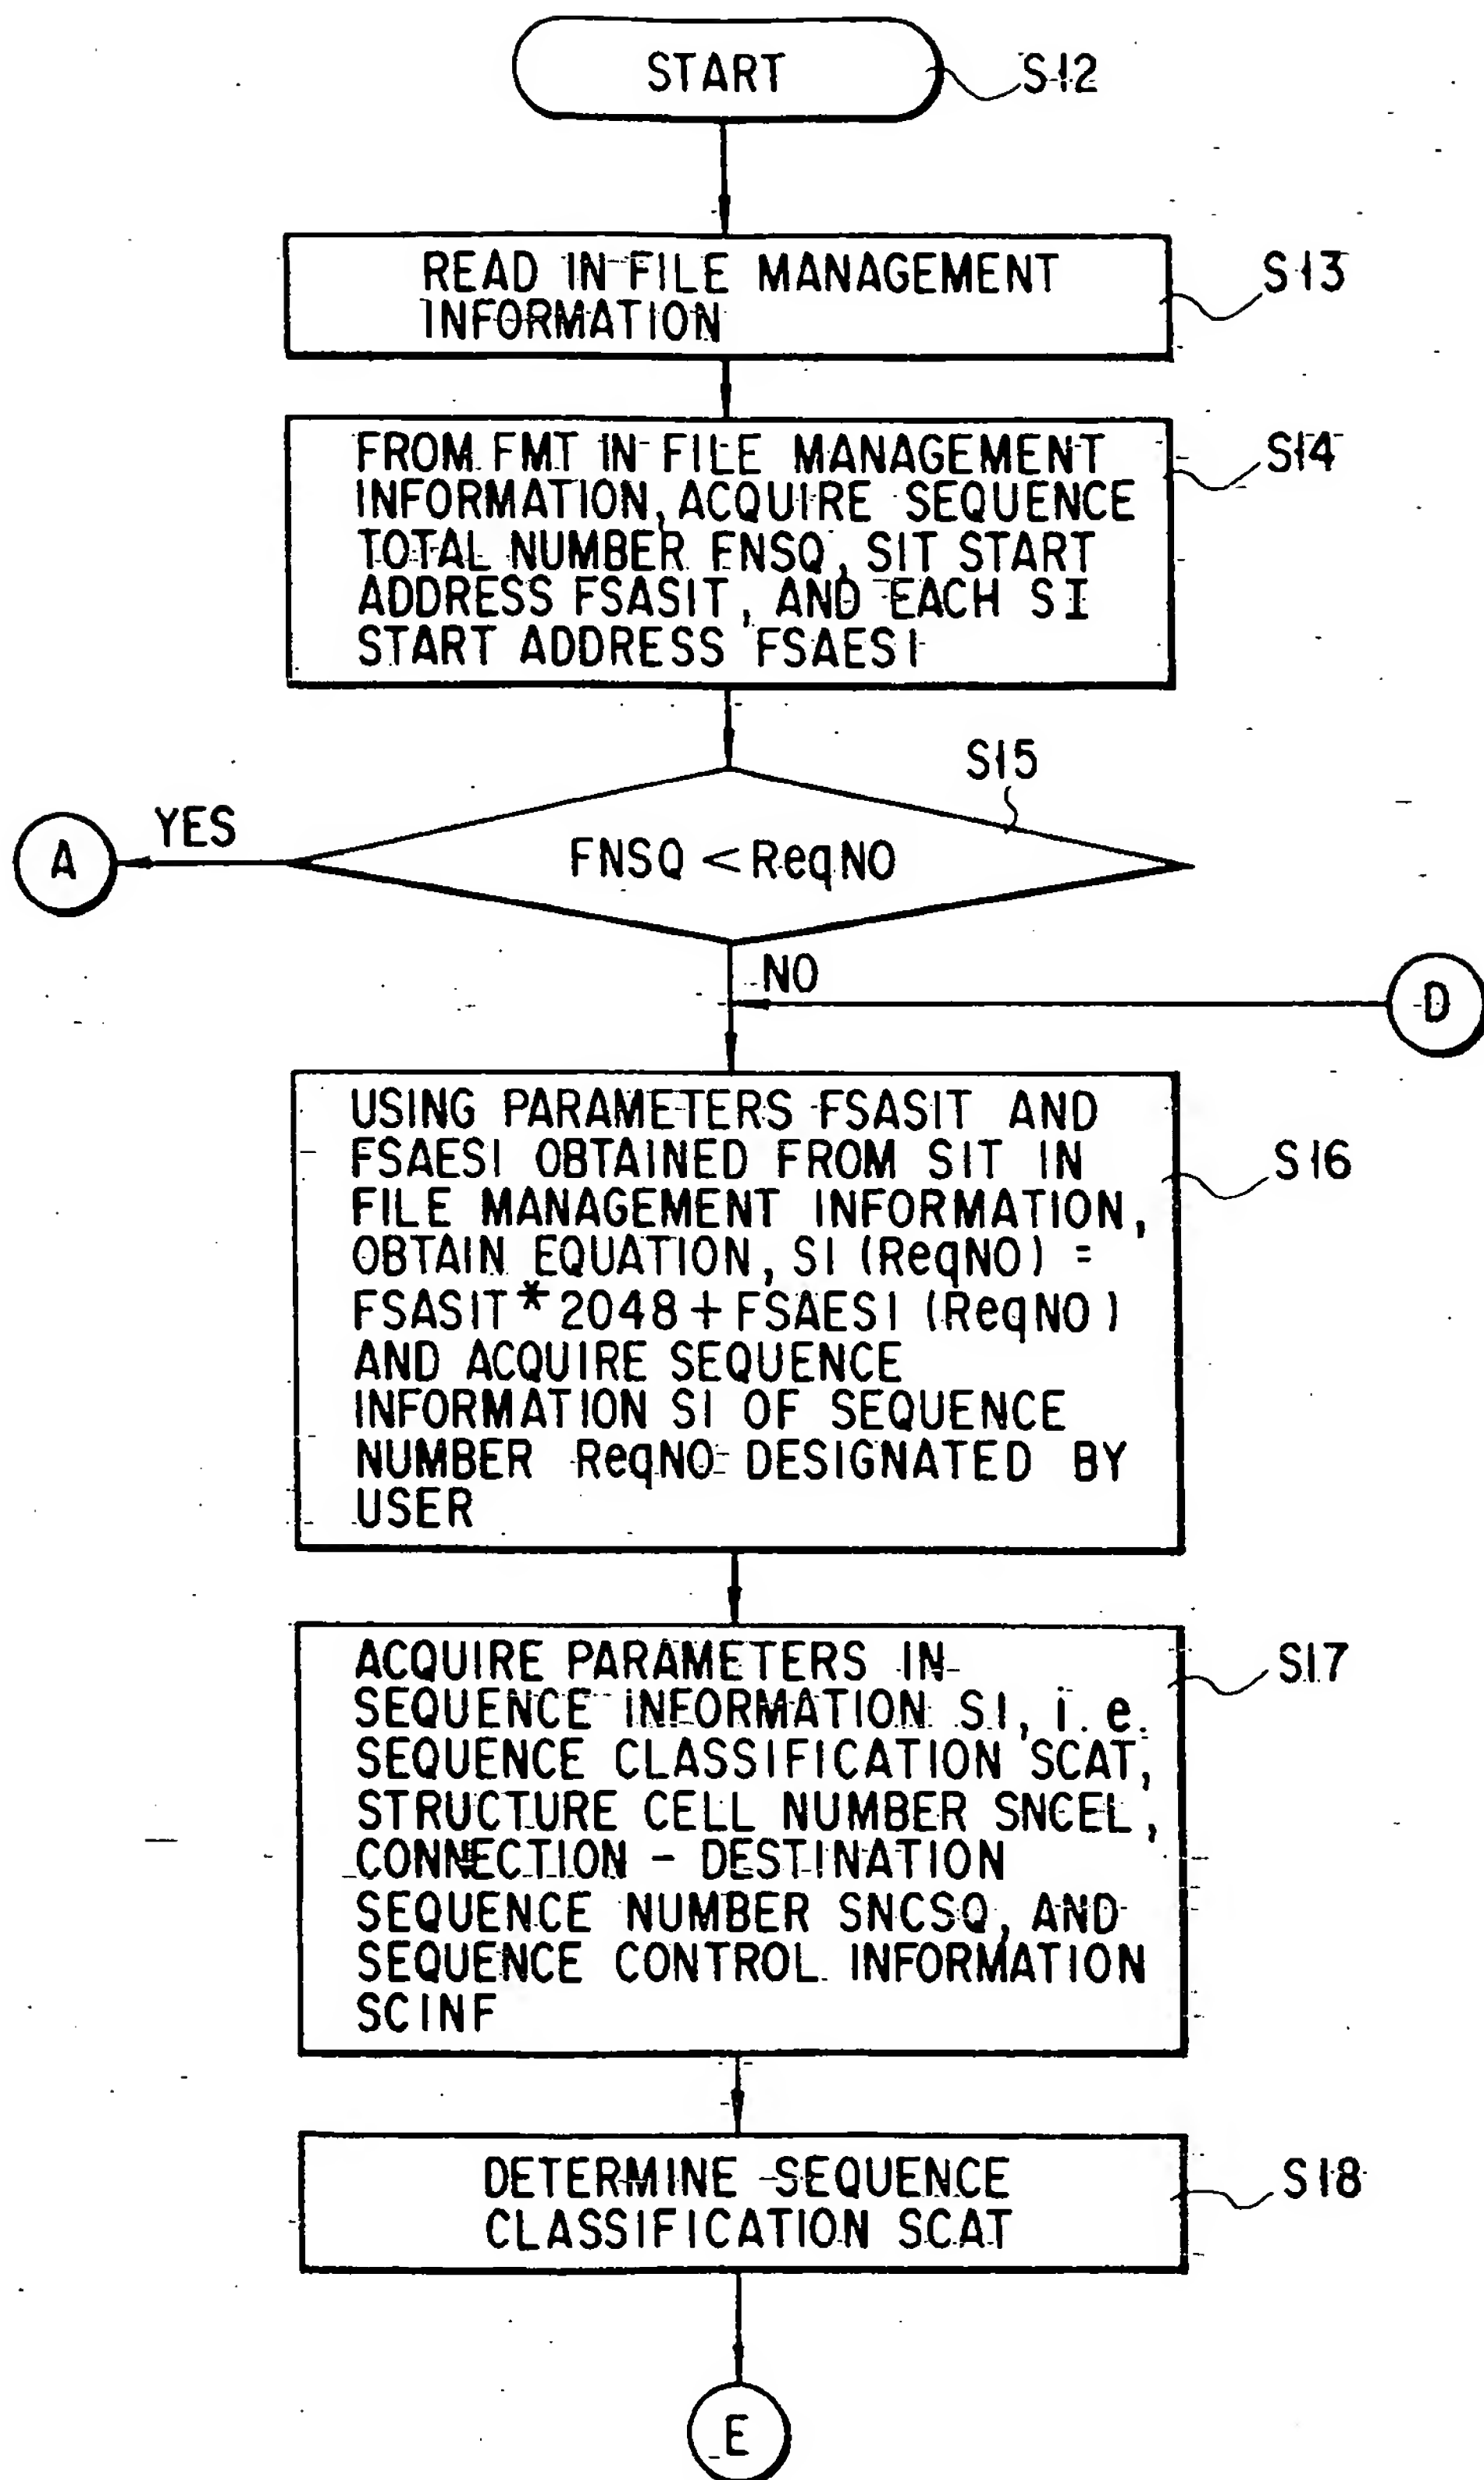 START
S12
READ IN FILE MANAGEMENT
INFORMATION
S13
FROM FMT IN FILE MANAGEMENT
INFORMATION, ACQUIRE SEQUENCE
TOTAL NUMBER FNSQ, SIT START
ADDRESS FSASIT, AND EACH SI
START ADDRESS FSAESI
S14
S15
FNSQ < ReqNO
YES
A
NO
D
USING PARAMETERS FSASIT AND
FSAESI OBTAINED FROM SIT IN
FILE MANAGEMENT INFORMATION,
OBTAIN EQUATION, SI (ReqNO) =
FSASIT * 2048 + FSAESI (ReqNO)
AND ACQUIRE SEQUENCE
INFORMATION SI OF SEQUENCE
NUMBER ReqNO DESIGNATED BY
USER
S16
ACQUIRE PARAMETERS IN
SEQUENCE INFORMATION SI, i.e.
SEQUENCE CLASSIFICATION SCAT,
STRUCTURE CELL NUMBER SNCEL,
CONNECTION - DESTINATION
SEQUENCE NUMBER SNCSQ, AND
SEQUENCE CONTROL INFORMATION
SCINF
S17
DETERMINE SEQUENCE
CLASSIFICATION SCAT
S18
E